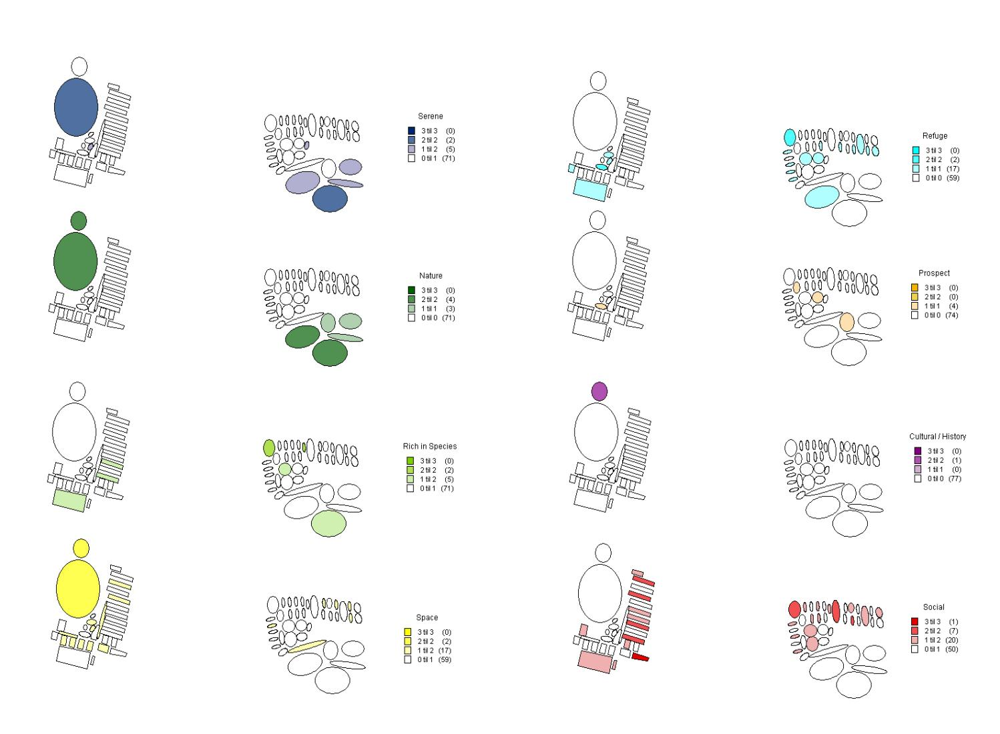 Serene
3 til 3 (0)
2 til 2 (2)
1 til 2 (5)
0 til 1 (71)
Refuge
3 til 3 (0)
2 til 2 (2)
1 til 1 (17)
0 til 0 (59)
Nature
3 til 3 (0)
2 til 2 (4)
1 til 1 (3)
0 til 0 (71)
Prospect
3 til 3 (0)
2 til 2 (0)
1 til 1 (4)
0 til 0 (74)
Rich in Species
3 til 3 (0)
2 til 2 (2)
1 til 2 (5)
0 til 1 (71)
Cultural / History
3 til 3 (0)
2 til 2 (1)
1 til 1 (0)
0 til 0 (77)
Space
3 til 3 (0)
2 til 2 (2)
1 til 2 (17)
0 til 1 (59)
Social
3 til 3 (1)
2 til 2 (7)
1 til 2 (20)
0 til 1 (50)